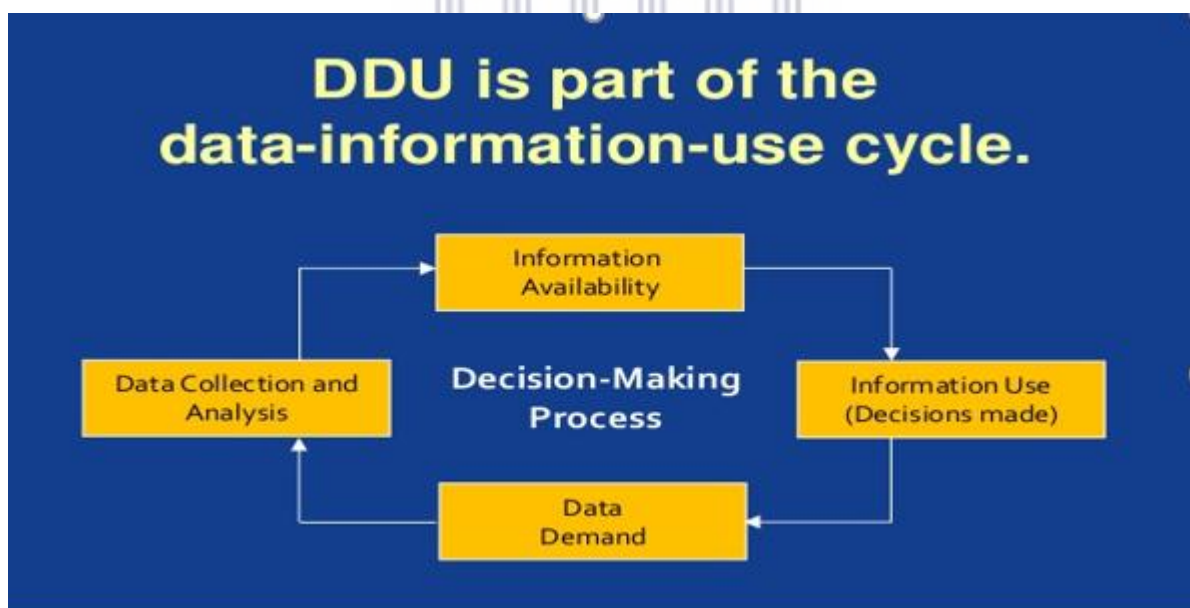 DDU is part of the
data-information-use cycle.
Information
Availability
Data Collection and
Analysis
Decision-Making
Process
Information Use
(Decisions made)
Data
Demand